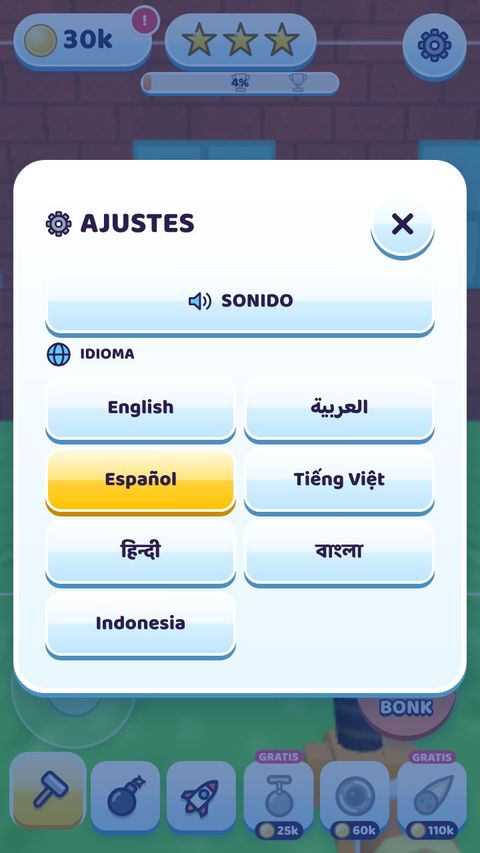 30k
!
4%
AJUSTES
SONIDO
IDIOMA
English
العربية
Español
Tiếng Việt
हिन्दी
বাংলা
Indonesia
BONK
GRATIS
GRATIS
25k
60k
110k